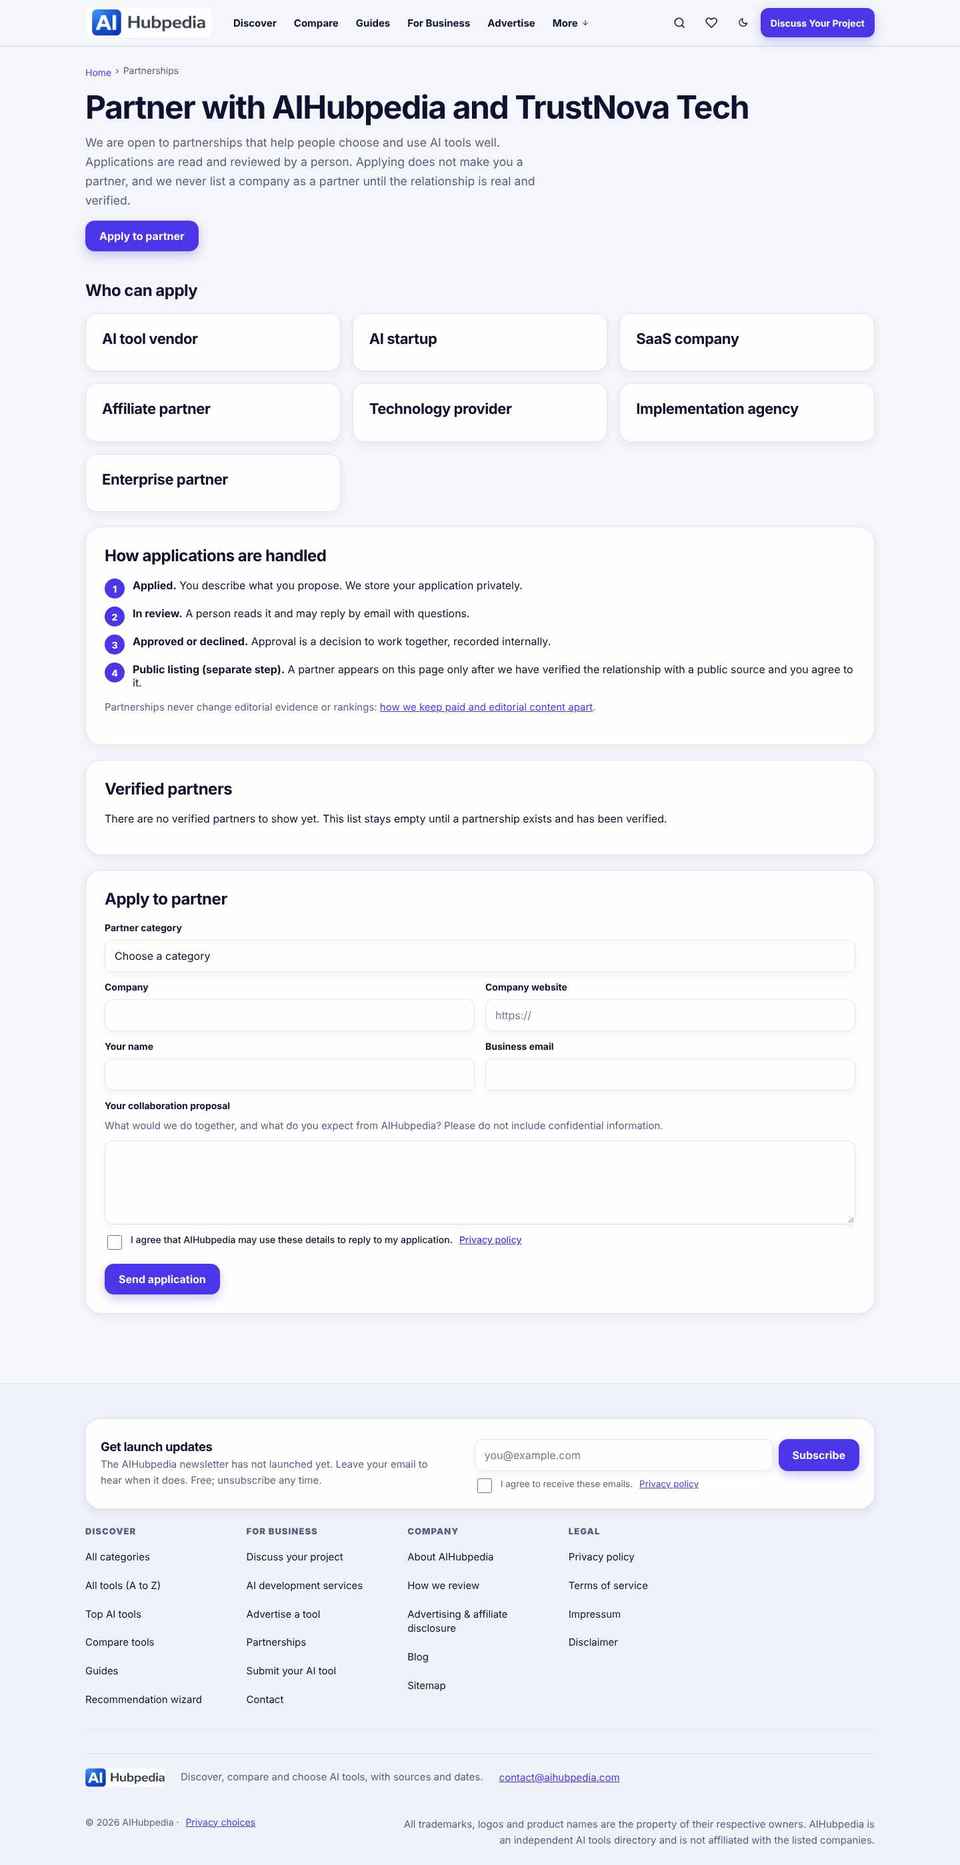 AI Hubpedia
Discover
Compare
Guides
For Business
Advertise
More
Discuss Your Project
Home › Partnerships
Partner with AIHubpedia and TrustNova Tech
We are open to partnerships that help people choose and use AI tools well.
Applications are read and reviewed by a person. Applying does not make you a
partner, and we never list a company as a partner until the relationship is real and
verified.
Apply to partner
Who can apply
AI tool vendor
AI startup
SaaS company
Affiliate partner
Technology provider
Implementation agency
Enterprise partner
How applications are handled
1 Applied. You describe what you propose. We store your application privately.
2 In review. A person reads it and may reply by email with questions.
3 Approved or declined. Approval is a decision to work together, recorded internally.
4 Public listing (separate step). A partner appears on this page only after we have verified the relationship with a public source and you agree to
it.
Partnerships never change editorial evidence or rankings: how we keep paid and editorial content apart.
Verified partners
There are no verified partners to show yet. This list stays empty until a partnership exists and has been verified.
Apply to partner
Partner category
Choose a category
Company
Company website
https://
Your name
Business email
Your collaboration proposal
What would we do together, and what do you expect from AIHubpedia? Please do not include confidential information.
I agree that AIHubpedia may use these details to reply to my application. Privacy policy
Send application
Get launch updates
The AIHubpedia newsletter has not launched yet. Leave your email to
hear when it does. Free; unsubscribe any time.
you@example.com
Subscribe
I agree to receive these emails. Privacy policy
DISCOVER
All categories
All tools (A to Z)
Top AI tools
Compare tools
Guides
Recommendation wizard
FOR BUSINESS
Discuss your project
AI development services
Advertise a tool
Partnerships
Submit your AI tool
Contact
COMPANY
About AIHubpedia
How we review
Advertising & affiliate
disclosure
Blog
Sitemap
LEGAL
Privacy policy
Terms of service
Impressum
Disclaimer
AI Hubpedia
Discover, compare and choose AI tools, with sources and dates.
contact@aihubpedia.com
© 2026 AIHubpedia · Privacy choices
All trademarks, logos and product names are the property of their respective owners. AIHubpedia is
an independent AI tools directory and is not affiliated with the listed companies.